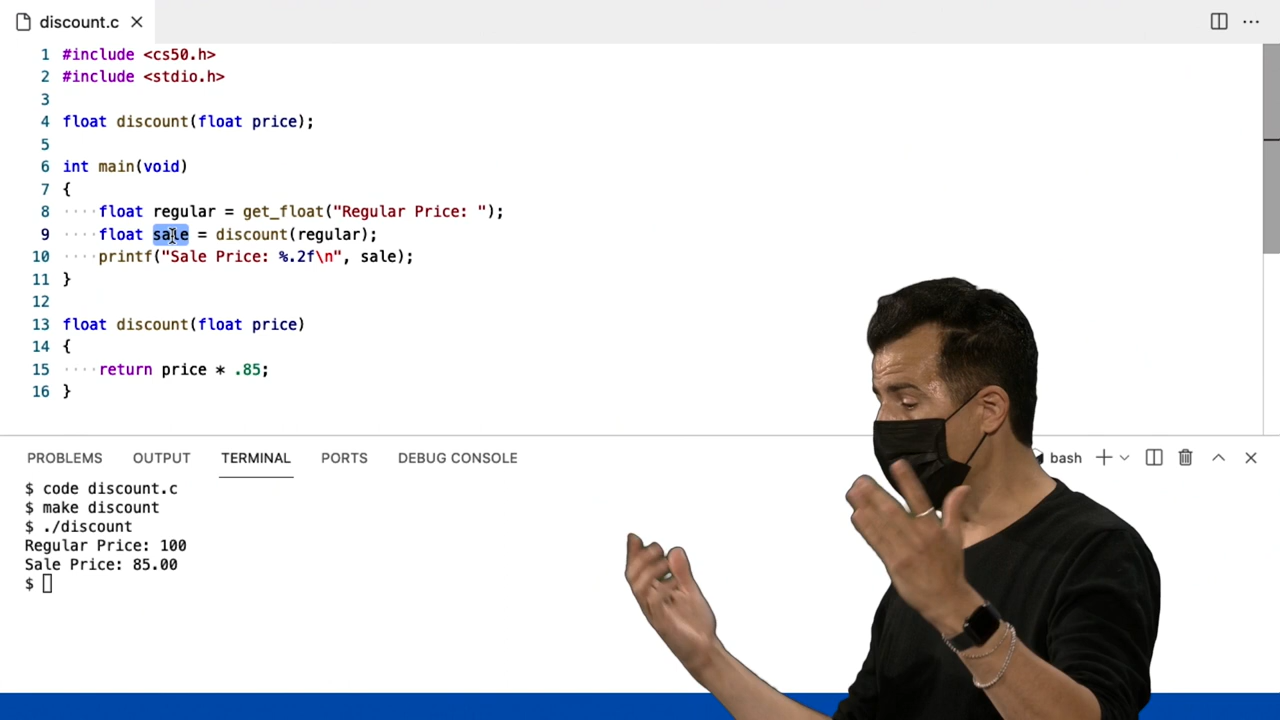 discount.c
1 #include <cs50.h>
2 #include <stdio.h>
3
4 float discount(float price);
5
6 int main(void)
7 {
8 ····float regular = get_float("Regular Price: ");
9 ····float sale = discount(regular);
10 ····printf("Sale Price: %.2f\n", sale);
11 }
12
13 float discount(float price)
14 {
15 ····return price * .85;
16 }
PROBLEMS OUTPUT TERMINAL PORTS DEBUG CONSOLE bash
$ code discount.c
$ make discount
$ ./discount
Regular Price: 100
Sale Price: 85.00
$